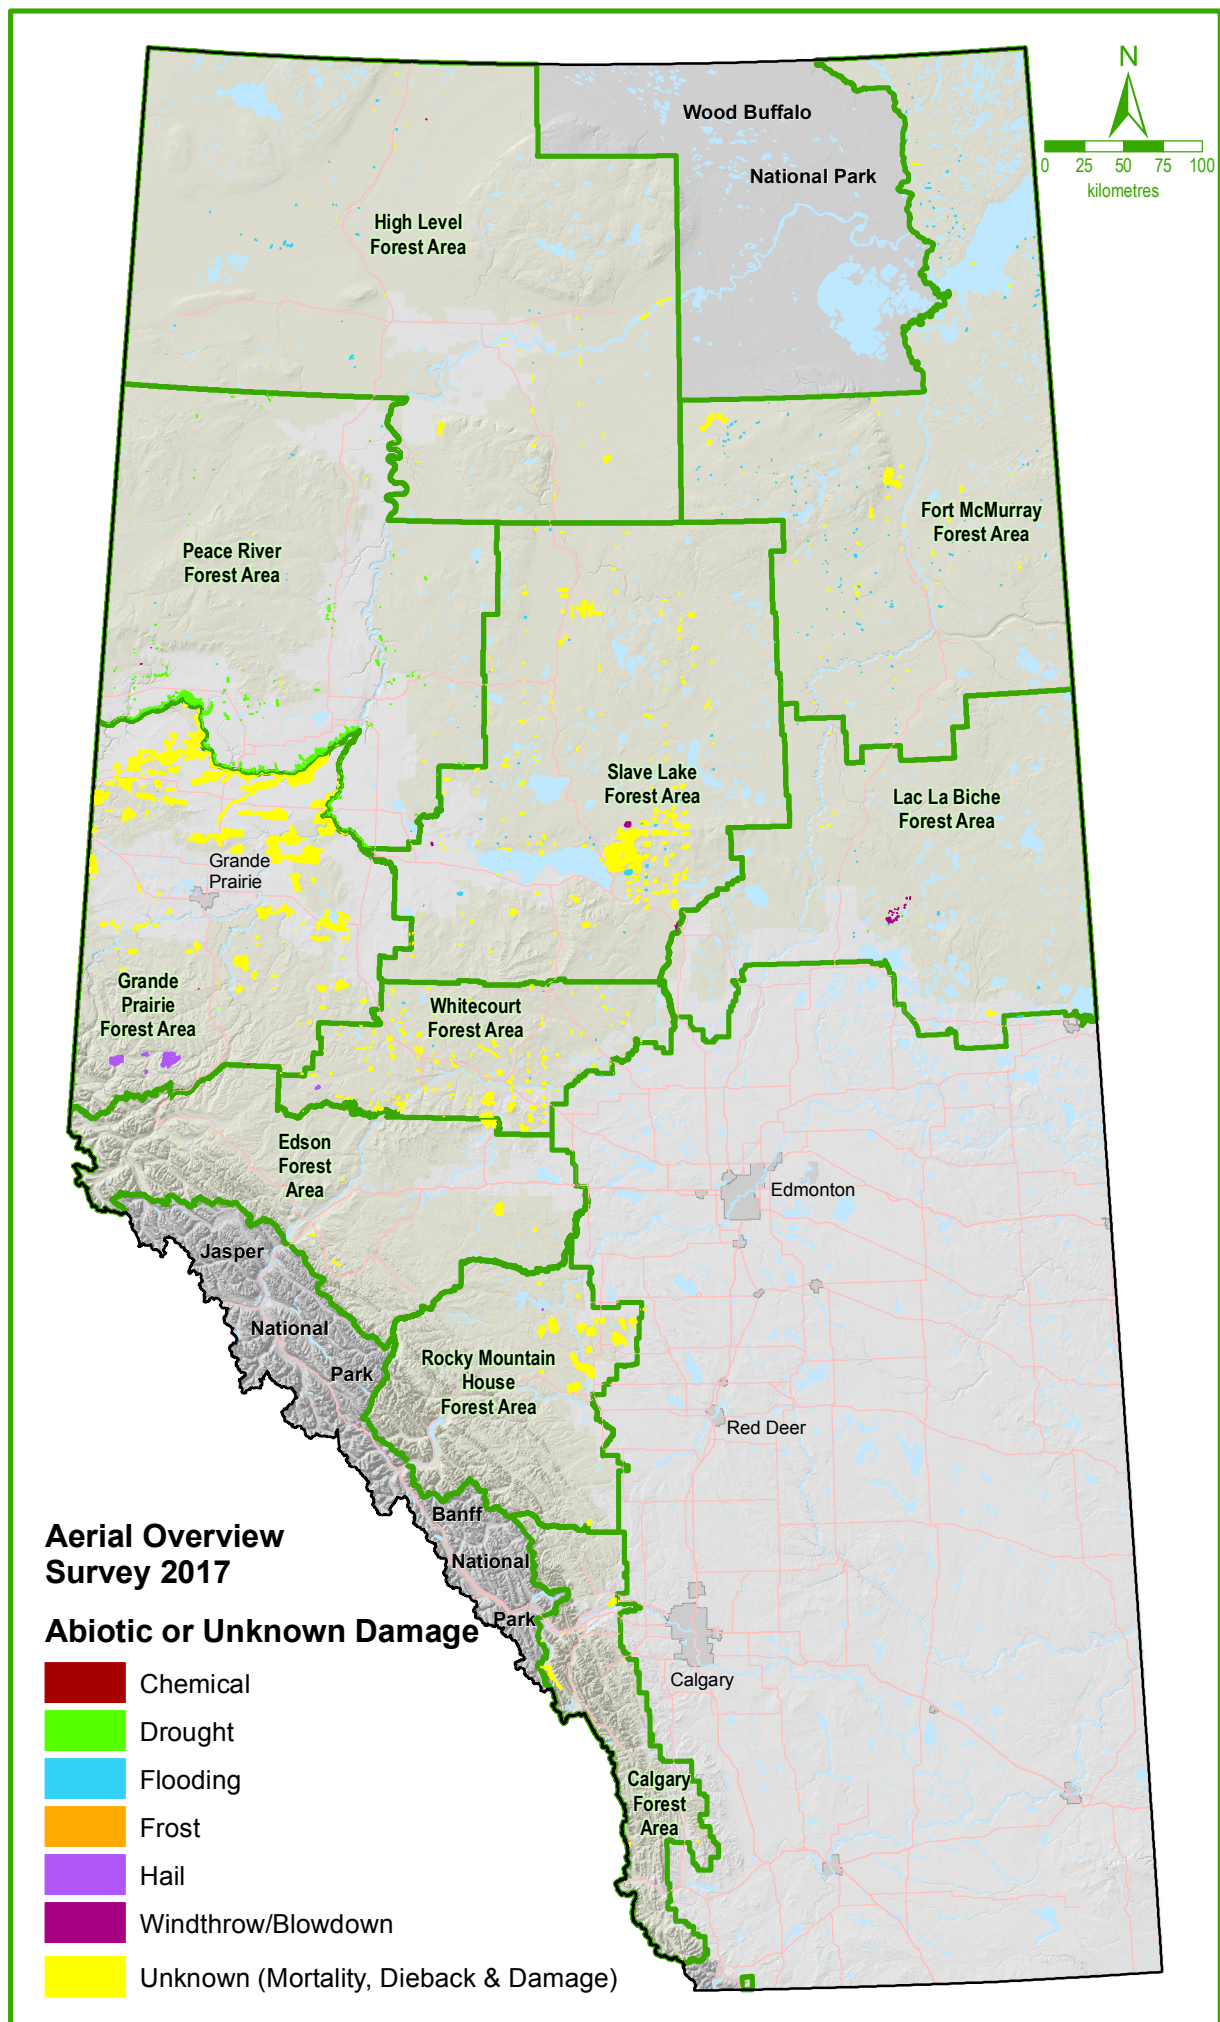 N
0 25 50 75 100
kilometres
Wood Buffalo
National Park
High Level
Forest Area
Fort McMurray
Forest Area
Peace River
Forest Area
Slave Lake
Forest Area
Lac La Biche
Forest Area
Grande
Prairie
Grande
Prairie
Forest Area
Whitecourt
Forest Area
Edson
Forest
Area
Edmonton
Jasper
National
Park
Rocky Mountain
House
Forest Area
Red Deer
Banff
National
Park
Calgary
Calgary
Forest
Area
Aerial Overview
Survey 2017
Abiotic or Unknown Damage
Chemical
Drought
Flooding
Frost
Hail
Windthrow/Blowdown
Unknown (Mortality, Dieback & Damage)